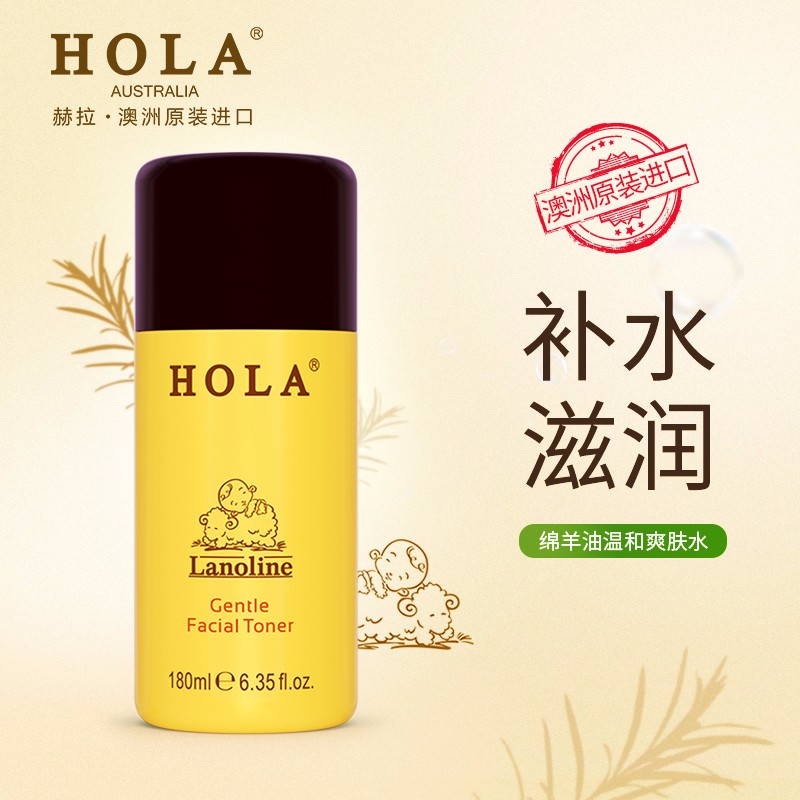 HOLA®
AUSTRALIA
赫拉·澳洲原装进口
澳洲原装进口
补水
滋润
绵羊油温和爽肤水
HOLA®
Lanoline
Gentle
Facial Toner
180ml℮6.35 fl.oz.